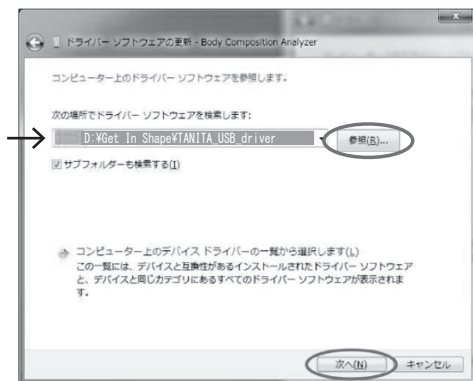 ドライバー ソフトウェアの更新 - Body Composition Analyzer
コンピューター上のドライバー ソフトウェアを参照します。
次の場所でドライバー ソフトウェアを検索します:
D:¥Get In Shape¥TANITA_USB_driver
参照(R)...
サブフォルダーも検索する(I)
コンピューター上のデバイス ドライバーの一覧から選択します(L)
この一覧には、デバイスと互換性があるインストールされたドライバー ソフトウェア
と、デバイスと同じカテゴリにあるすべてのドライバー ソフトウェアが表示されま
す。
次へ(N)
キャンセル